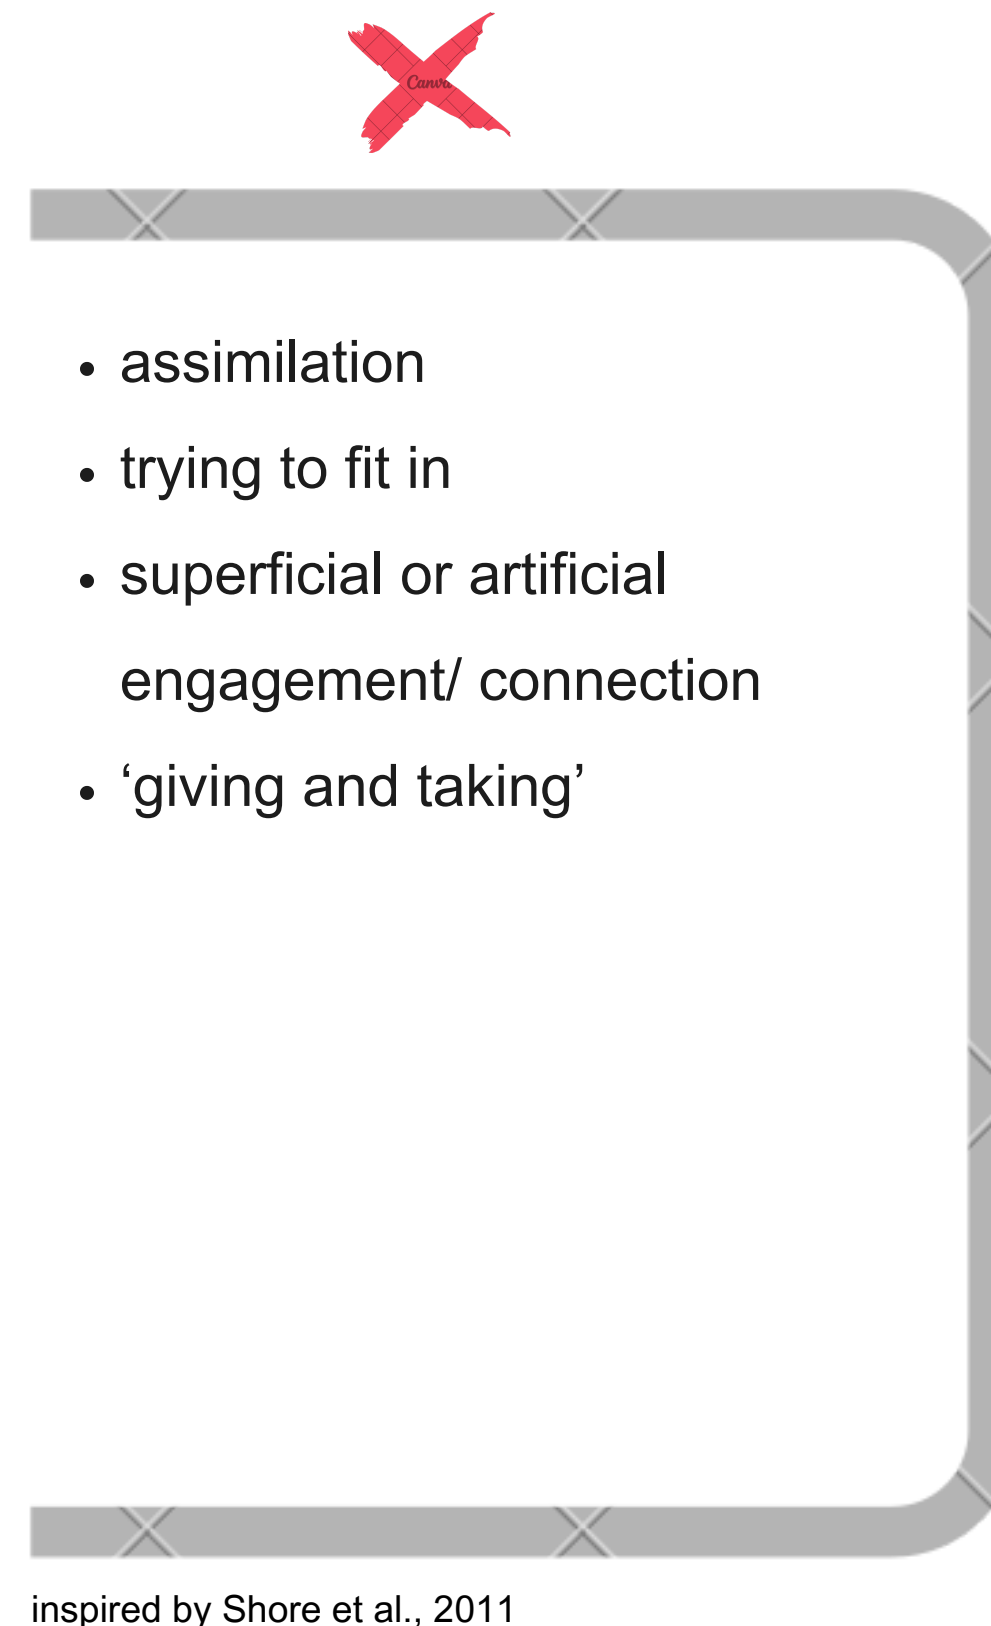 Canva
• assimilation
• trying to fit in
• superficial or artificial
engagement/ connection
• ‘giving and taking’
inspired by Shore et al., 2011